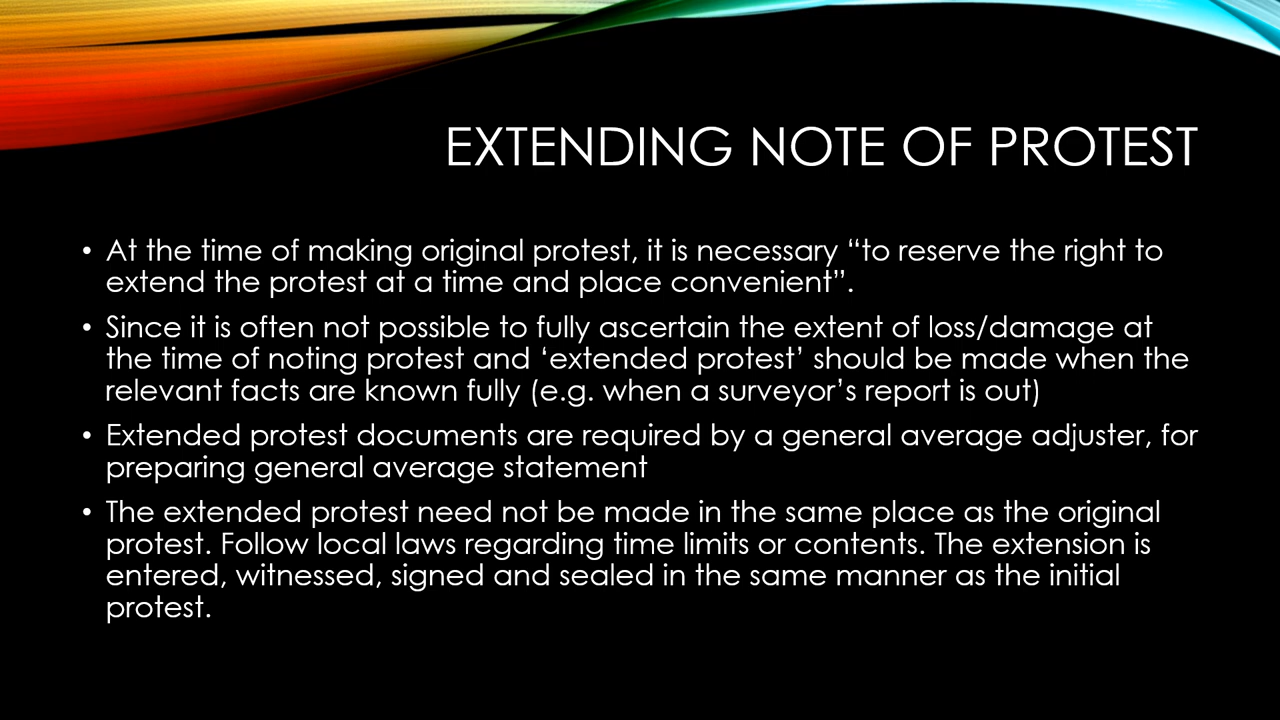 EXTENDING NOTE OF PROTEST
• At the time of making original protest, it is necessary “to reserve the right to
extend the protest at a time and place convenient”.
• Since it is often not possible to fully ascertain the extent of loss/damage at
the time of noting protest and ‘extended protest’ should be made when the
relevant facts are known fully (e.g. when a surveyor’s report is out)
• Extended protest documents are required by a general average adjuster, for
preparing general average statement
• The extended protest need not be made in the same place as the original
protest. Follow local laws regarding time limits or contents. The extension is
entered, witnessed, signed and sealed in the same manner as the initial
protest.